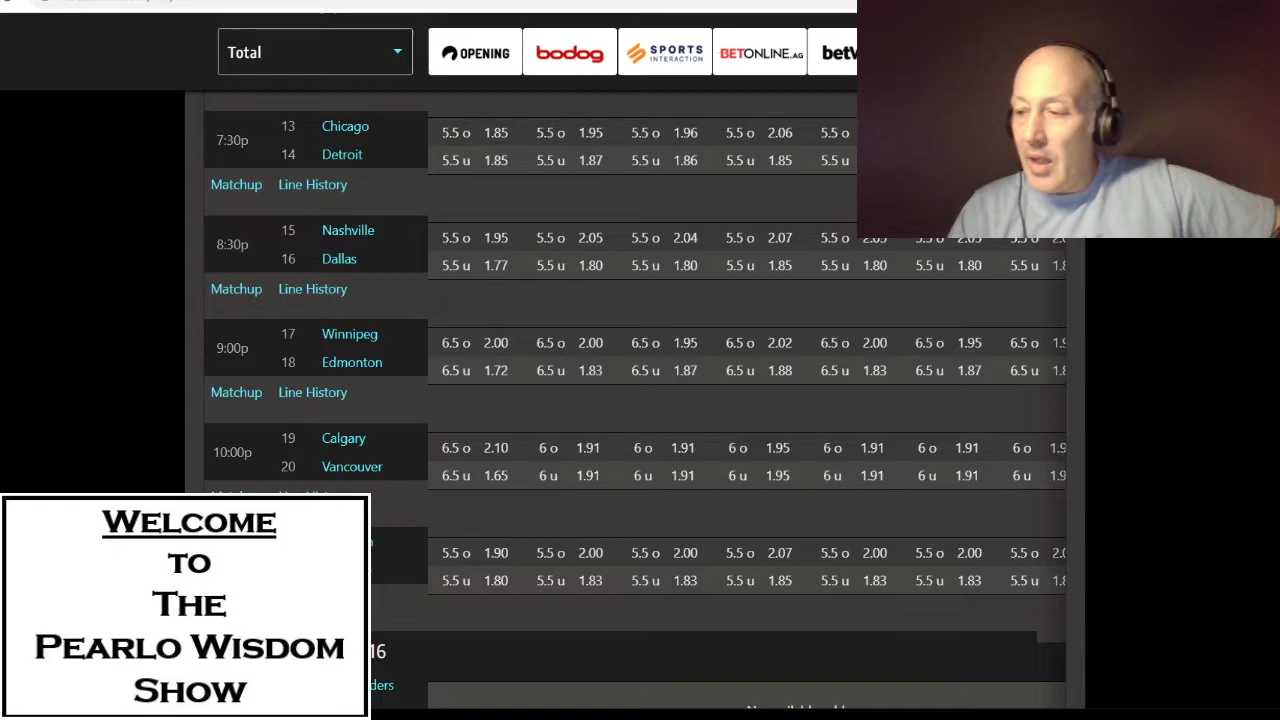 Total
OPENING bodog SPORTS INTERACTION BETONLINE.AG
7:30p 13 Chicago 5.5 o 1.85 5.5 o 1.95 5.5 o 1.96 5.5 o 2.06 5.5 o
14 Detroit 5.5 u 1.85 5.5 u 1.87 5.5 u 1.86 5.5 u 1.85 5.5 u
Matchup Line History
8:30p 15 Nashville 5.5 o 1.95 5.5 o 2.05 5.5 o 2.04 5.5 o 2.07
16 Dallas 5.5 u 1.77 5.5 u 1.80 5.5 u 1.80 5.5 u 1.85 5.5 u 1.80 5.5 u 1.80 5.5 u
Matchup Line History
9:00p 17 Winnipeg 6.5 o 2.00 6.5 o 2.00 6.5 o 1.95 6.5 o 2.02 6.5 o 2.00 6.5 o 1.95 6.5 o
18 Edmonton 6.5 u 1.72 6.5 u 1.83 6.5 u 1.87 6.5 u 1.88 6.5 u 1.83 6.5 u 1.87 6.5 u
Matchup Line History
10:00p 19 Calgary 6.5 o 2.10 6 o 1.91 6 o 1.91 6 o 1.95 6 o 1.91 6 o 1.91 6 o
20 Vancouver 6.5 u 1.65 6 u 1.91 6 u 1.91 6 u 1.95 6 u 1.91 6 u 1.91 6 u
5.5 o 1.90 5.5 o 2.00 5.5 o 2.00 5.5 o 2.07 5.5 o 2.00 5.5 o 2.00 5.5 o
5.5 u 1.80 5.5 u 1.83 5.5 u 1.83 5.5 u 1.85 5.5 u 1.83 5.5 u 1.83 5.5 u
16
WELCOME
TO
THE
PEARLO WISDOM
SHOW